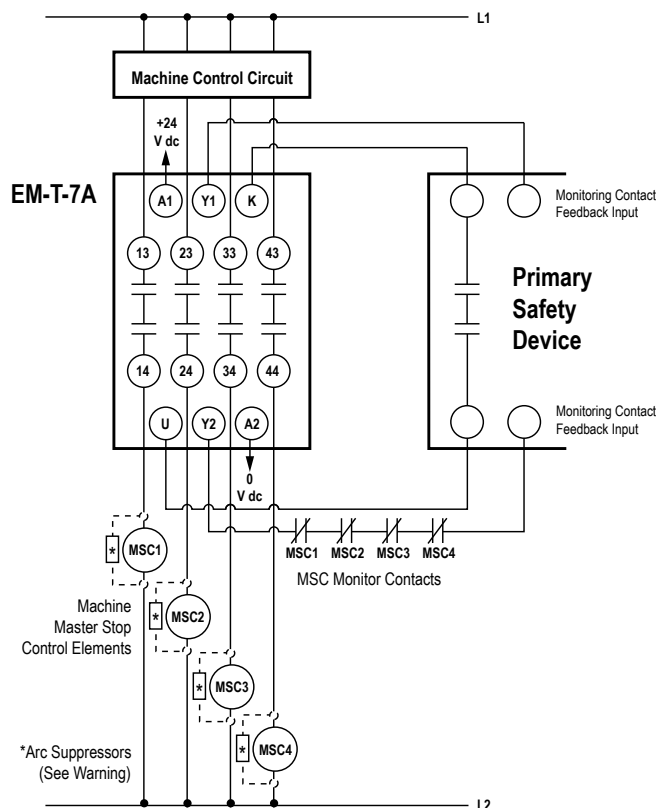 L1
Machine Control Circuit
+24
V dc
EM-T-7A
A1 Y1 K
Monitoring Contact
Feedback Input
13 23 33 43
Primary
Safety
Device
14 24 34 44
U Y2 A2
Monitoring Contact
Feedback Input
0
V dc
MSC1 MSC2 MSC3 MSC4
MSC Monitor Contacts
* MSC1
Machine
Master Stop
Control Elements
* MSC2
* MSC3
* MSC4
*Arc Suppressors
(See Warning)
L2